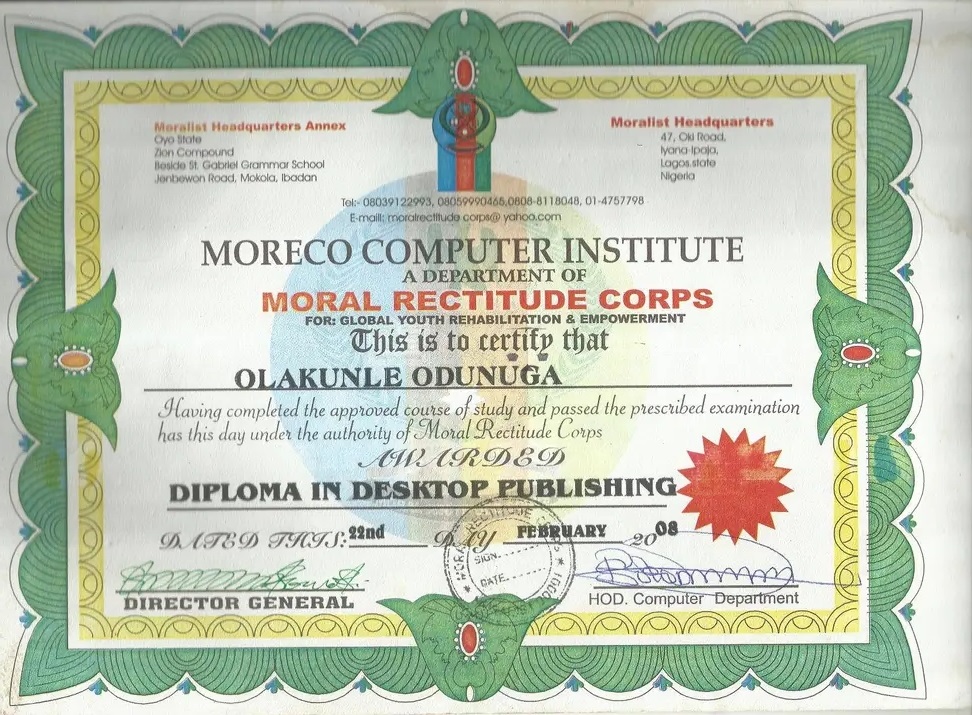 Moralist Headquarters Annex
Oyo State
Zion Compound
Beside St. Gabriel Grammar School
Jenbewon Road, Mokola, Ibadan
Moralist Headquarters
47, Oki Road,
Iyana-Ipaja,
Lagos.state
Nigeria
Tel:- 08039122993, 08059990466,0808-8118048, 01-4757798
E-maill: moralrectitude corps@ yahoo.com
MORECO COMPUTER INSTITUTE
A DEPARTMENT OF
MORAL RECTITUDE CORPS
FOR: GLOBAL YOUTH REHABILITATION & EMPOWERMENT
This is to certify that
OLAKUNLE ODUNUGA
Having completed the approved course of study and passed the prescribed examination
has this day under the authority of Moral Rectitude Corps
AWARDED
DIPLOMA IN DESKTOP PUBLISHING
DATED THIS: 22nd DAY FEBRUARY 2008
SIGN.
DATE.
DIRECTOR GENERAL
HOD. Computer Department